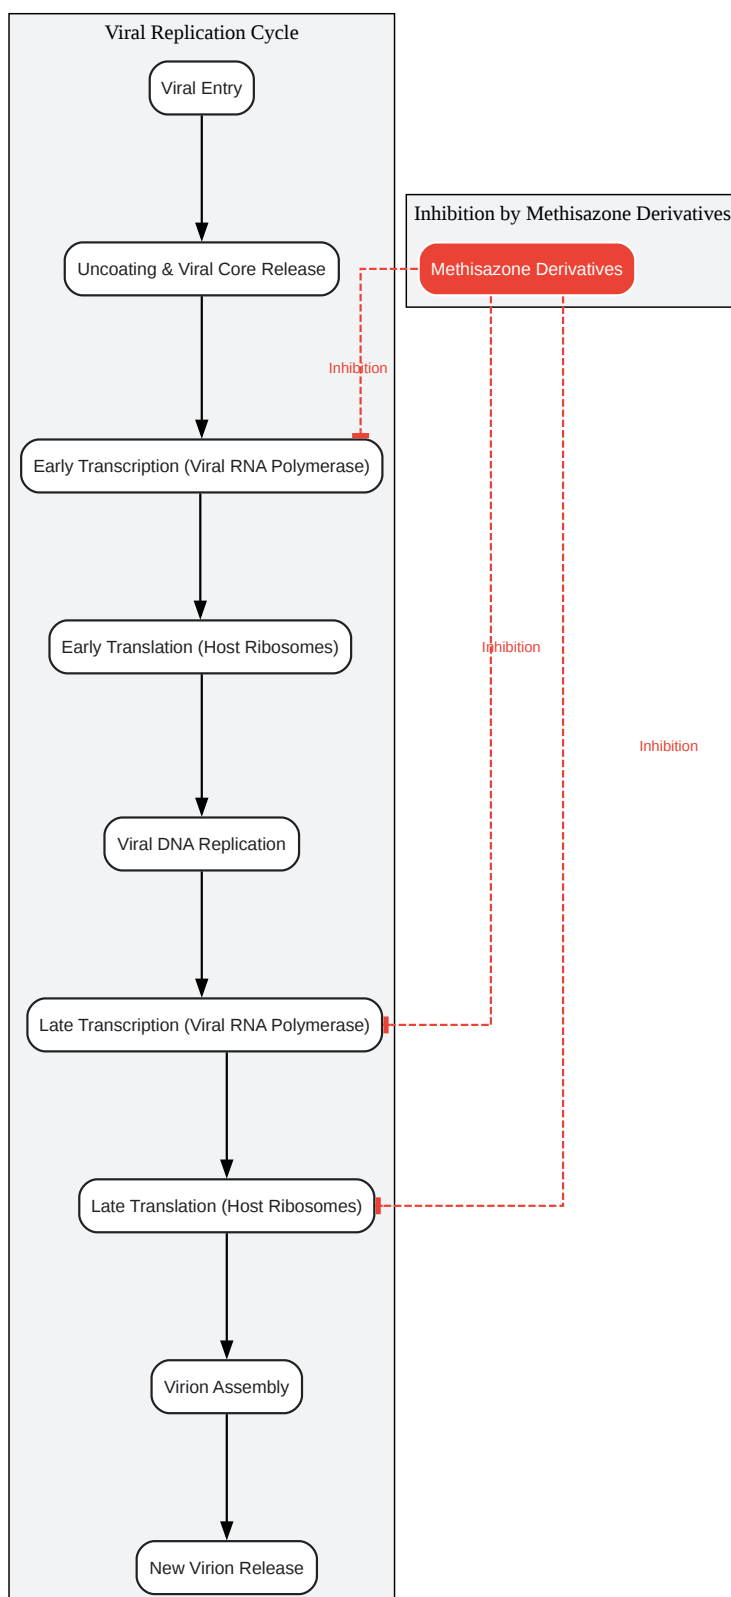 Viral Replication Cycle
Viral Entry
Inhibition by Methisazone Derivatives
Uncoating & Viral Core Release
Methisazone Derivatives
Inhibition
Early Transcription (Viral RNA Polymerase)
Early Translation (Host Ribosomes)
Inhibition
Inhibition
Viral DNA Replication
Late Transcription (Viral RNA Polymerase)
Late Translation (Host Ribosomes)
Virion Assembly
New Virion Release